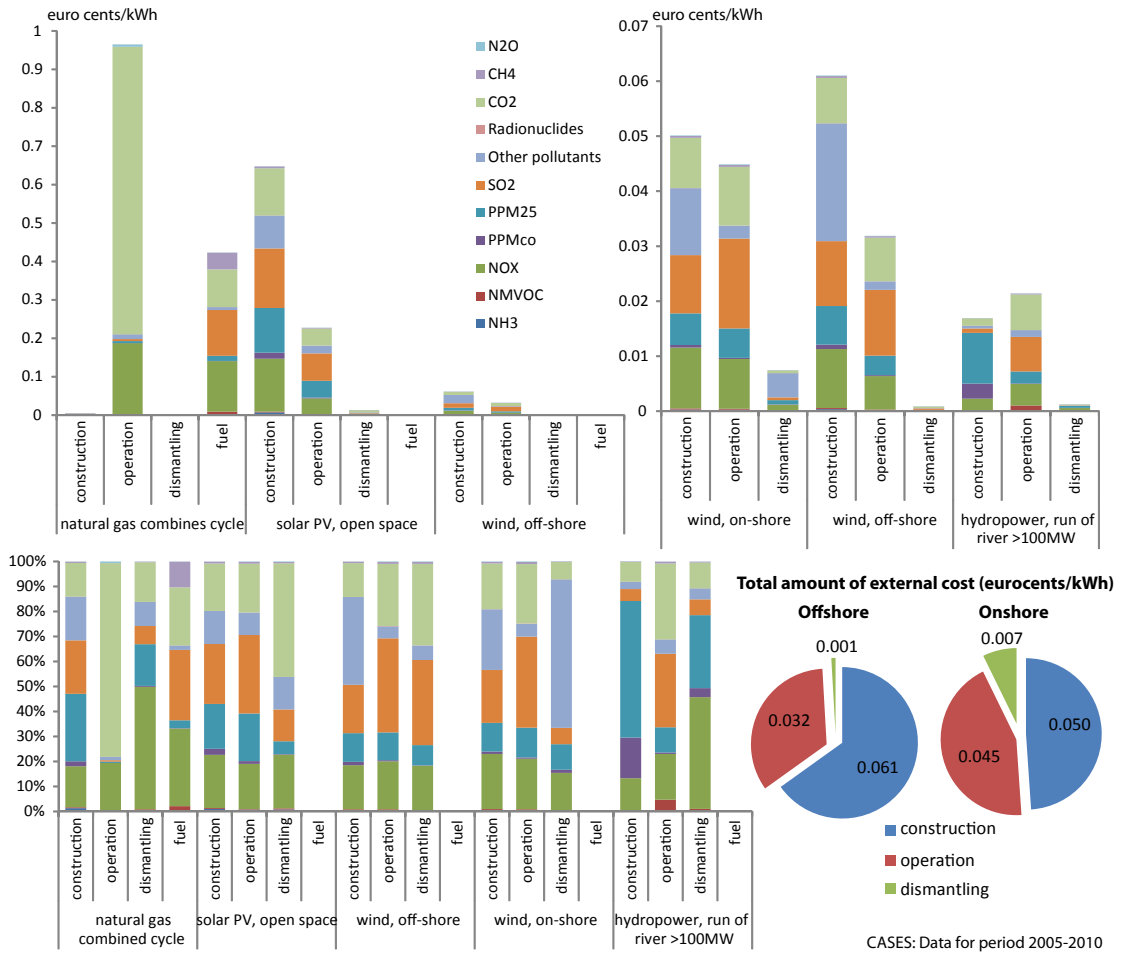 euro cents/kWh
1
0.9
0.8
0.7
0.6
0.5
0.4
0.3
0.2
0.1
0
construction
operation
dismantling
fuel
construction
operation
dismantling
fuel
construction
operation
dismantling
fuel
natural gas combines cycle
solar PV, open space
wind, off-shore
N2O
CH4
CO2
Radionuclides
Other pollutants
SO2
PPM25
PPMco
NOX
NMVOC
NH3
euro cents/kWh
0.07
0.06
0.05
0.04
0.03
0.02
0.01
0
construction
operation
dismantling
construction
operation
dismantling
construction
operation
dismantling
wind, on-shore
wind, off-shore
hydropower, run of
river >100MW
100%
90%
80%
70%
60%
50%
40%
30%
20%
10%
0%
construction
operation
dismantling
fuel
construction
operation
dismantling
fuel
construction
operation
dismantling
fuel
construction
operation
dismantling
fuel
construction
operation
dismantling
fuel
natural gas
combined cycle
solar PV, open space
wind, off-shore
wind, on-shore
hydropower, run of
river >100MW
Total amount of external cost (eurocents/kWh)
Offshore
0.001
0.032
0.061
Onshore
0.007
0.045
0.050
construction
operation
dismantling
CASES: Data for period 2005-2010